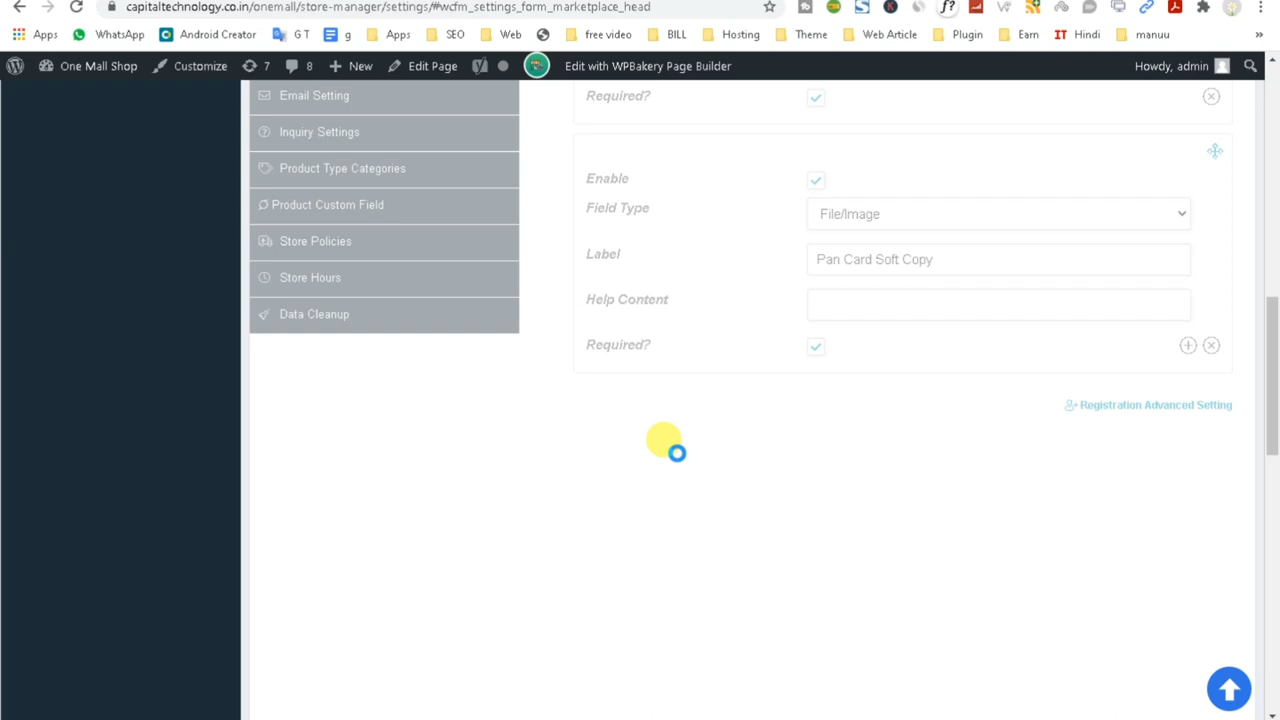 capitaltechnology.co.in/onemall/store-manager/settings/#wcfm_settings_form_marketplace_head
Apps WhatsApp Android Creator G T g Apps SEO Web free video BILL Hosting Theme Web Article Plugin Earn IT Hindi manuu »
One Mall Shop Customize 7 8 New Edit Page Edit with WPBakery Page Builder Howdy, admin
Email Setting
Inquiry Settings
Product Type Categories
Product Custom Field
Store Policies
Store Hours
Data Cleanup
Required?
Enable
Field Type File/Image
Label Pan Card Soft Copy
Help Content
Required?
Registration Advanced Setting